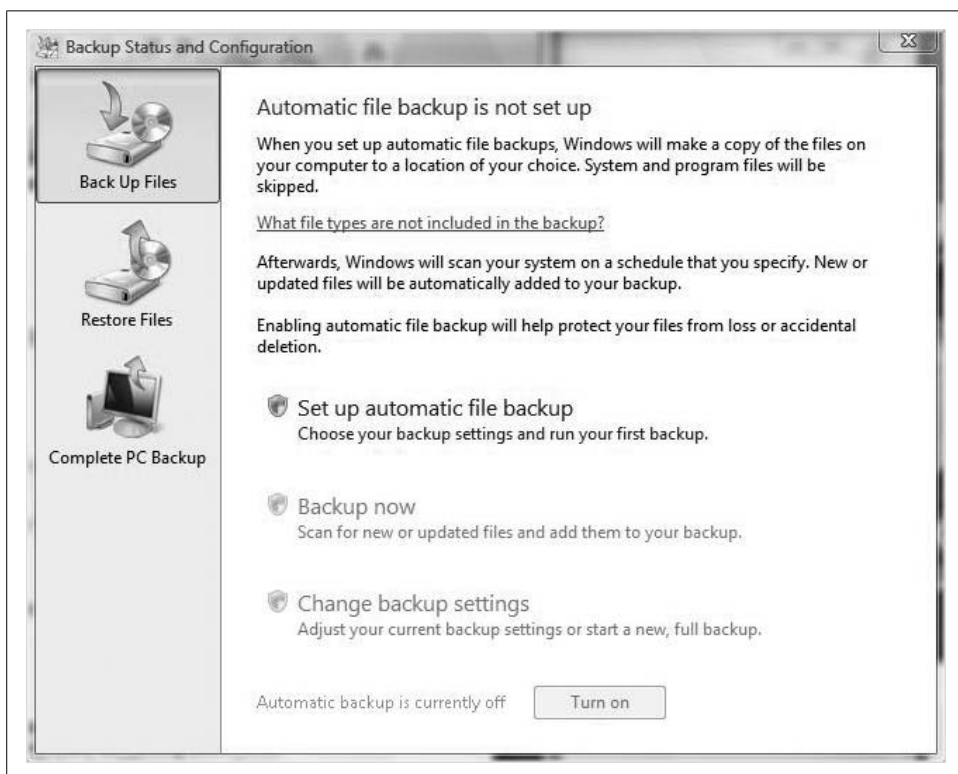 Backup Status and Configuration
Back Up Files
Restore Files
Complete PC Backup
Automatic file backup is not set up
When you set up automatic file backups, Windows will make a copy of the files on
your computer to a location of your choice. System and program files will be
skipped.
What file types are not included in the backup?
Afterwards, Windows will scan your system on a schedule that you specify. New or
updated files will be automatically added to your backup.
Enabling automatic file backup will help protect your files from loss or accidental
deletion.
Set up automatic file backup
Choose your backup settings and run your first backup.
Backup now
Scan for new or updated files and add them to your backup.
Change backup settings
Adjust your current backup settings or start a new, full backup.
Automatic backup is currently off
Turn on